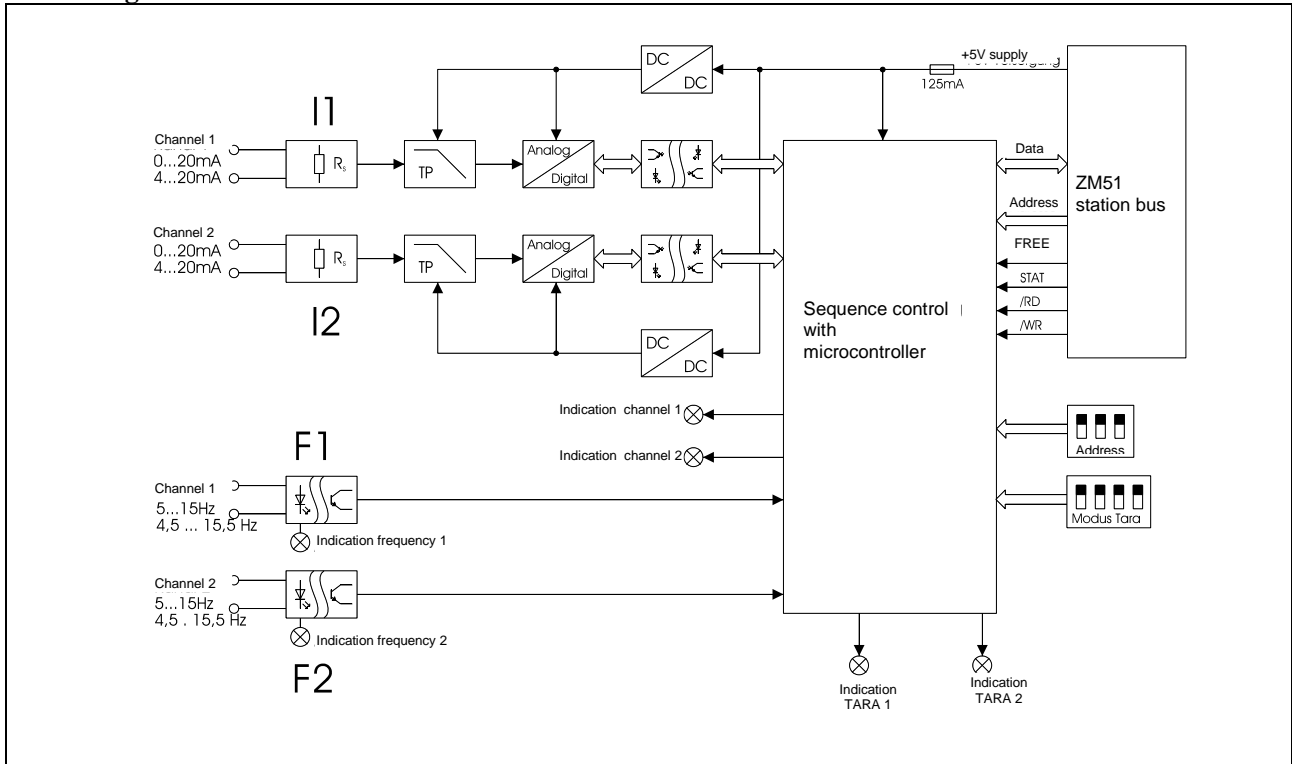 DC
DC
+5V supply
125mA
I1
Channel 1
0...20mA
4...20mA
Rs
TP
Analog
Digital
Data
ZM51
station bus
Address
FREE
STAT
/RD
/WR
Channel 2
0...20mA
4...20mA
Rs
TP
Analog
Digital
I2
DC
DC
Sequence control
with
microcontroller
Indication channel 1
Indication channel 2
Address
Modus Tara
F1
Channel 1
5...15Hz
4,5 ... 15,5 Hz
Indication frequency 1
Channel 2
5...15Hz
4,5 . 15,5 Hz
Indication frequency 2
F2
Indication
TARA 1
Indication
TARA 2